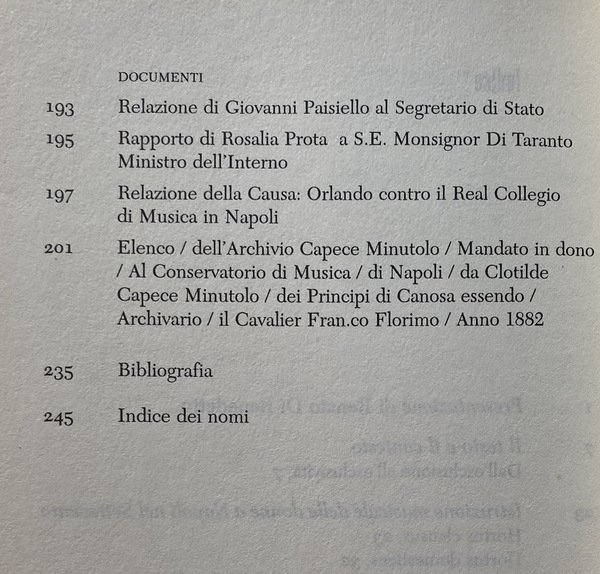 DOCUMENTI
193 Relazione di Giovanni Paisiello al Segretario di Stato
195 Rapporto di Rosalia Prota a S.E. Monsignor Di Taranto
Ministro dell'Interno
197 Relazione della Causa: Orlando contro il Real Collegio
di Musica in Napoli
201 Elenco / dell'Archivio Capece Minutolo / Mandato in dono
/ Al Conservatorio di Musica / di Napoli / da Clotilde
Capece Minutolo / dei Principi di Canosa essendo /
Archivario / il Cavalier Fran.co Florimo / Anno 1882
235 Bibliografia
245 Indice dei nomi